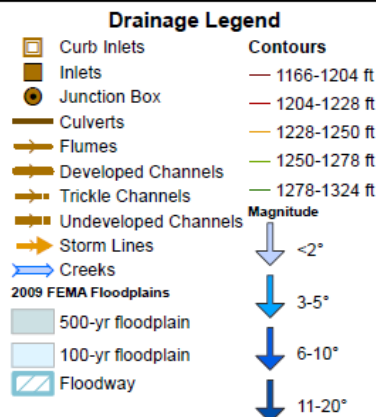 Drainage Legend
Curb Inlets
Inlets
Junction Box
Culverts
Flumes
Developed Channels
Trickle Channels
Undeveloped Channels
Storm Lines
Creeks
2009 FEMA Floodplains
500-yr floodplain
100-yr floodplain
Floodway
Contours
1166-1204 ft
1204-1228 ft
1228-1250 ft
1250-1278 ft
1278-1324 ft
Magnitude
<2°
3-5°
6-10°
11-20°